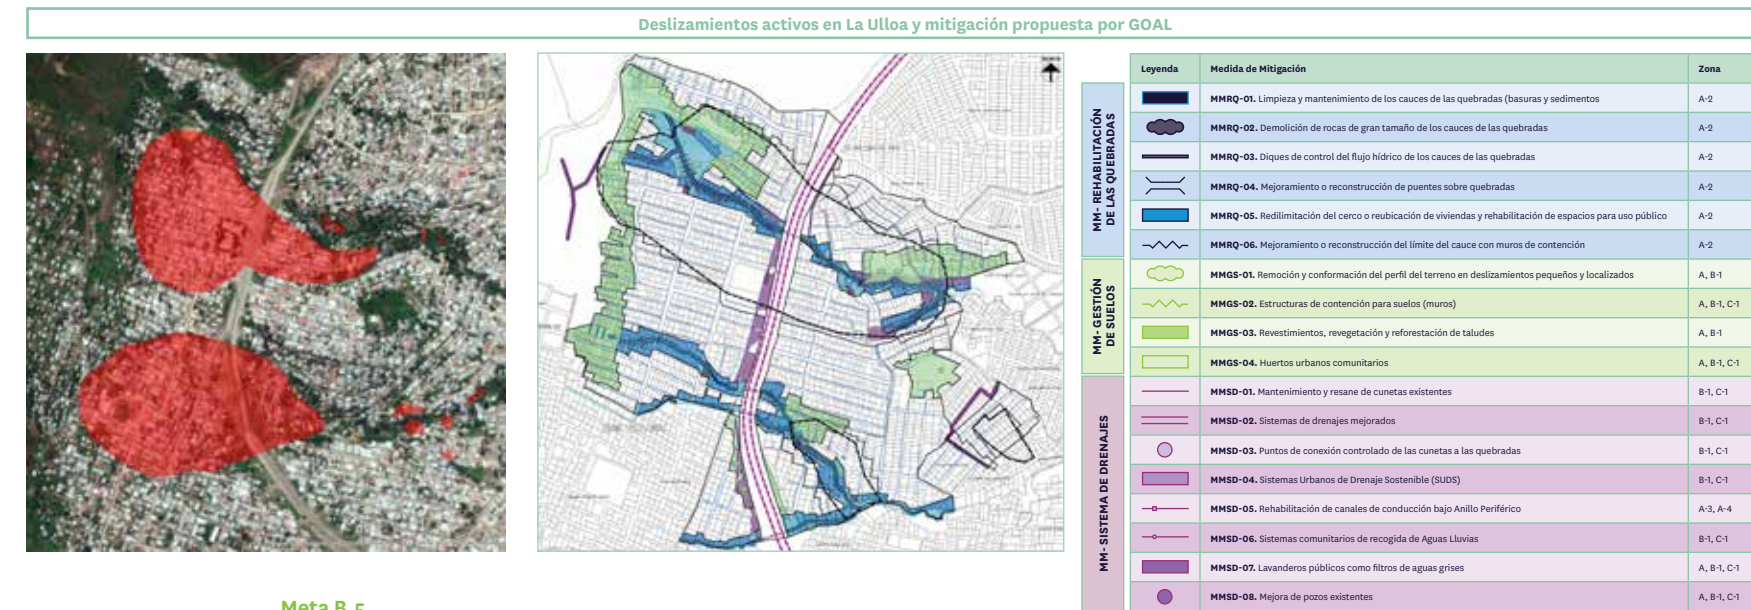 Deslizamientos activos en La Ulloa y mitigación propuesta por GOAL
Leyenda Medida de Mitigación Zona
MM- REHABILITACIÓN
DE LAS QUEBRADAS
MMRQ-01. Limpieza y mantenimiento de los cauces de las quebradas (basuras y sedimentos A-2
MMRQ-02. Demolición de rocas de gran tamaño de los cauces de las quebradas A-2
MMRQ-03. Diques de control del flujo hídrico de los cauces de las quebradas A-2
MMRQ-04. Mejoramiento o reconstrucción de puentes sobre quebradas A-2
MMRQ-05. Redilimitación del cerco o reubicación de viviendas y rehabilitación de espacios para uso público A-2
MMRQ-06. Mejoramiento o reconstrucción del límite del cauce con muros de contención A-2
MM- GESTIÓN
DE SUELOS
MMGS-01. Remoción y conformación del perfil del terreno en deslizamientos pequeños y localizados A, B-1
MMGS-02. Estructuras de contención para suelos (muros) A, B-1, C-1
MMGS-03. Revestimientos, revegetación y reforestación de taludes A, B-1
MMGS-04. Huertos urbanos comunitarios A, B-1, C-1
MM- SISTEMA DE DRENAJES
MMSD-01. Mantenimiento y resane de cunetas existentes B-1, C-1
MMSD-02. Sistemas de drenajes mejorados B-1, C-1
MMSD-03. Puntos de conexión controlado de las cunetas a las quebradas B-1, C-1
MMSD-04. Sistemas Urbanos de Drenaje Sostenible (SUDS) B-1, C-1
MMSD-05. Rehabilitación de canales de conducción bajo Anillo Periférico A-3, A-4
MMSD-06. Sistemas comunitarios de recogida de Aguas Lluvias B-1, C-1
MMSD-07. Lavanderos públicos como filtros de aguas grises A, B-1, C-1
MMSD-08. Mejora de pozos existentes A, B-1, C-1
Meta B.5